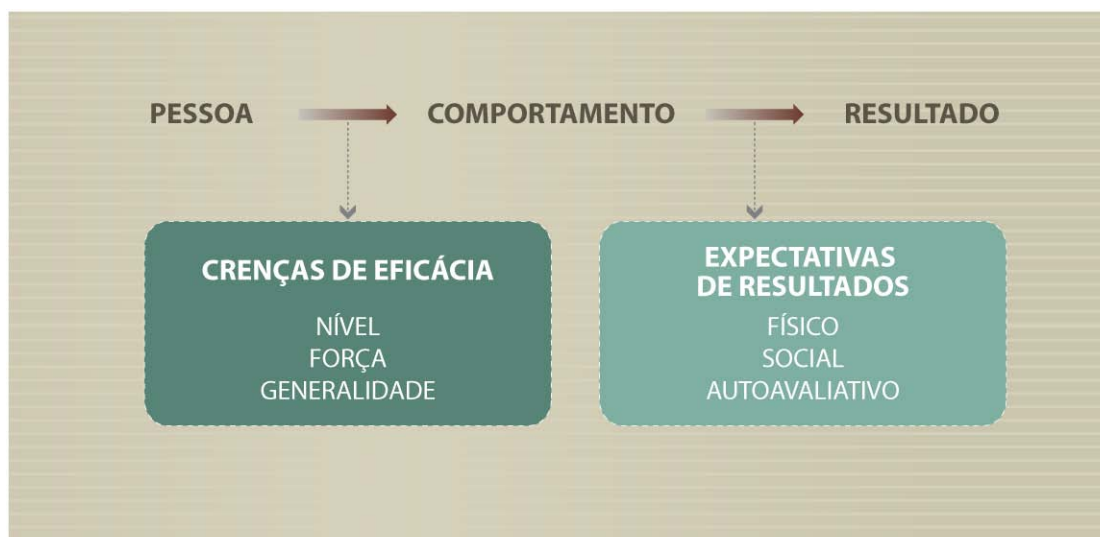 PESSOA COMPORTAMENTO RESULTADO
CRENÇAS DE EFICÁCIA
NÍVEL
FORÇA
GENERALIDADE
EXPECTATIVAS
DE RESULTADOS
FÍSICO
SOCIAL
AUTOAVALIATIVO